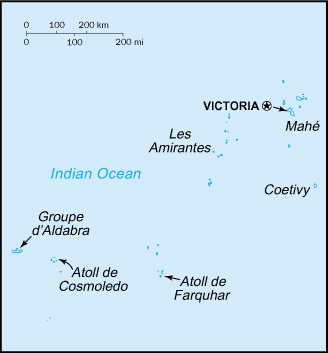 0 100 200 km
0 100 200 mi
VICTORIA
Mahé
Les
Amirantes
Indian Ocean
Coetivy
Groupe
d'Aldabra
Atoll de
Cosmoledo
Atoll de
Farquhar